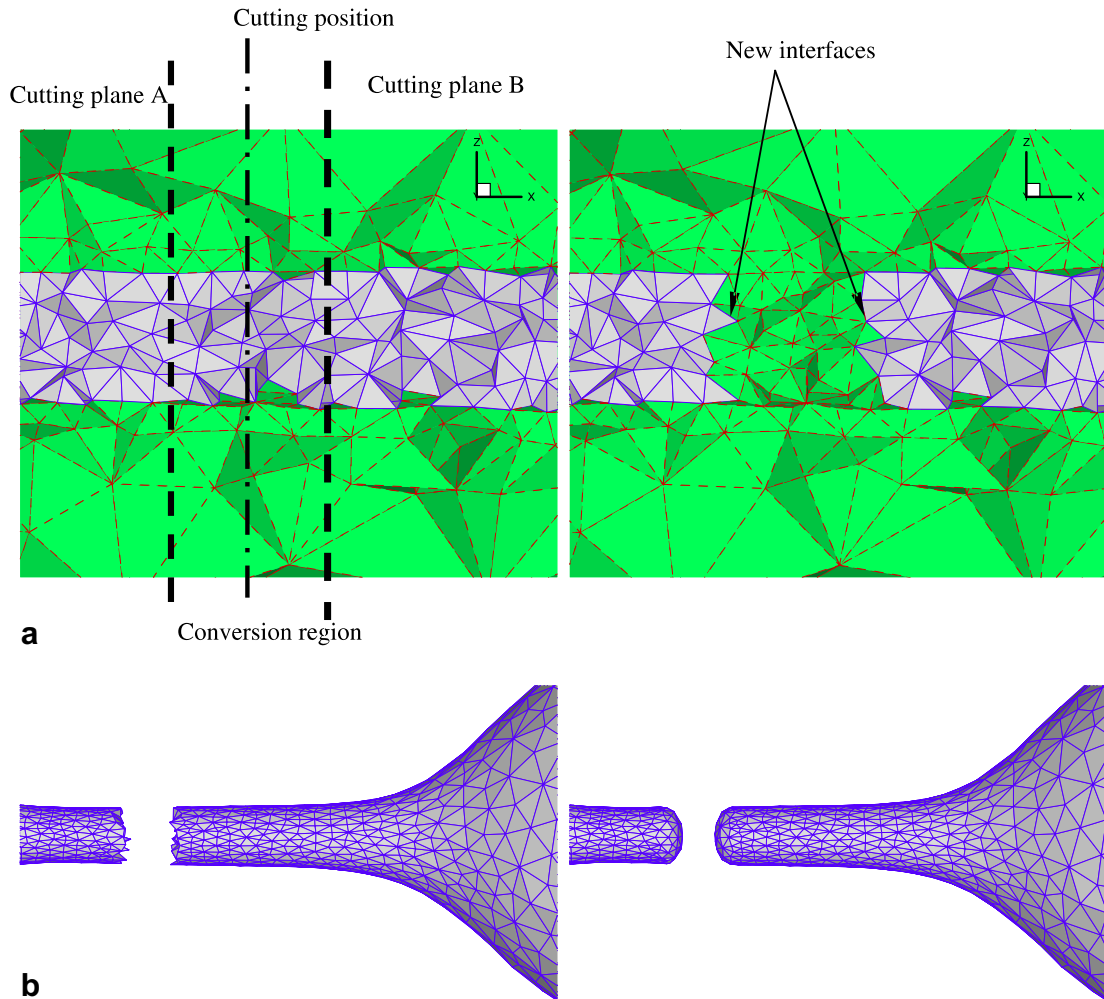 Cutting position
New interfaces
Cutting plane A
Cutting plane B
z
x
z
x
a
Conversion region
b